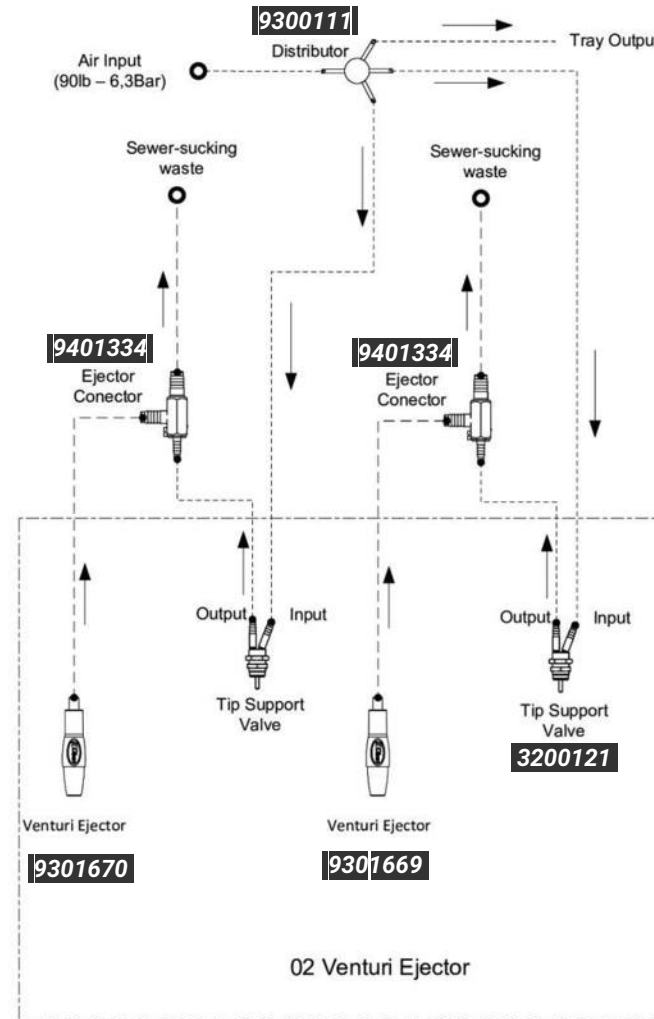 9300111
Distributor
Tray Outpu
Air Input
(90lb – 6,3Bar)
Sewer-sucking
waste
Sewer-sucking
waste
9401334
Ejector
Conector
9401334
Ejector
Conector
Output
Input
Output
Input
Tip Support
Valve
Tip Support
Valve
3200121
Venturi Ejector
Venturi Ejector
9301670
9301669
02 Venturi Ejector